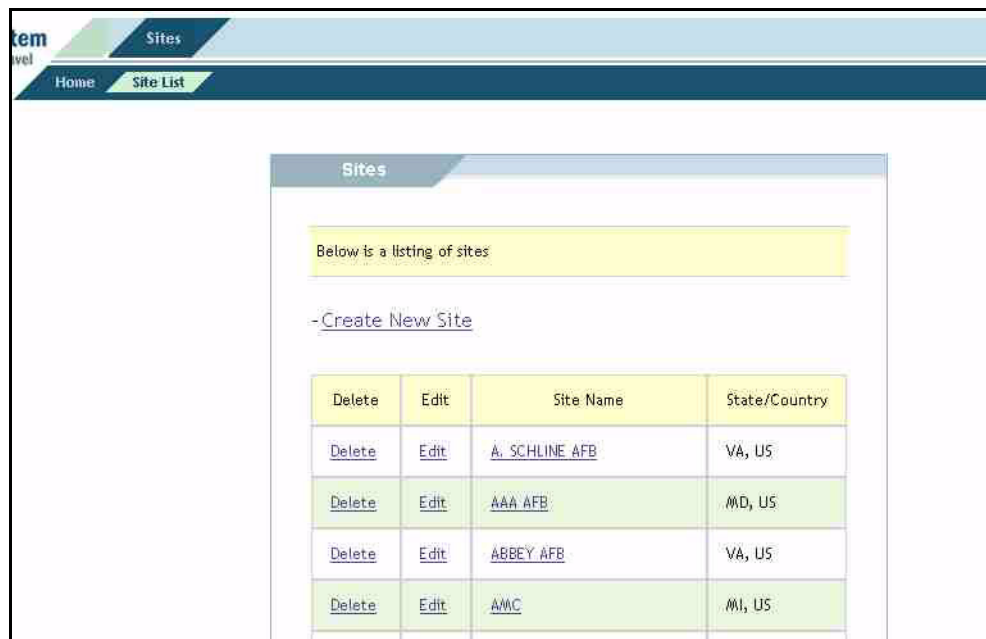 tem
avel
Sites
Home Site List
Sites
Below is a listing of sites
-Create New Site
Delete Edit Site Name State/Country
Delete Edit A. SCHLINE AFB VA, US
Delete Edit AAA AFB MD, US
Delete Edit ABBEY AFB VA, US
Delete Edit AMC MI, US